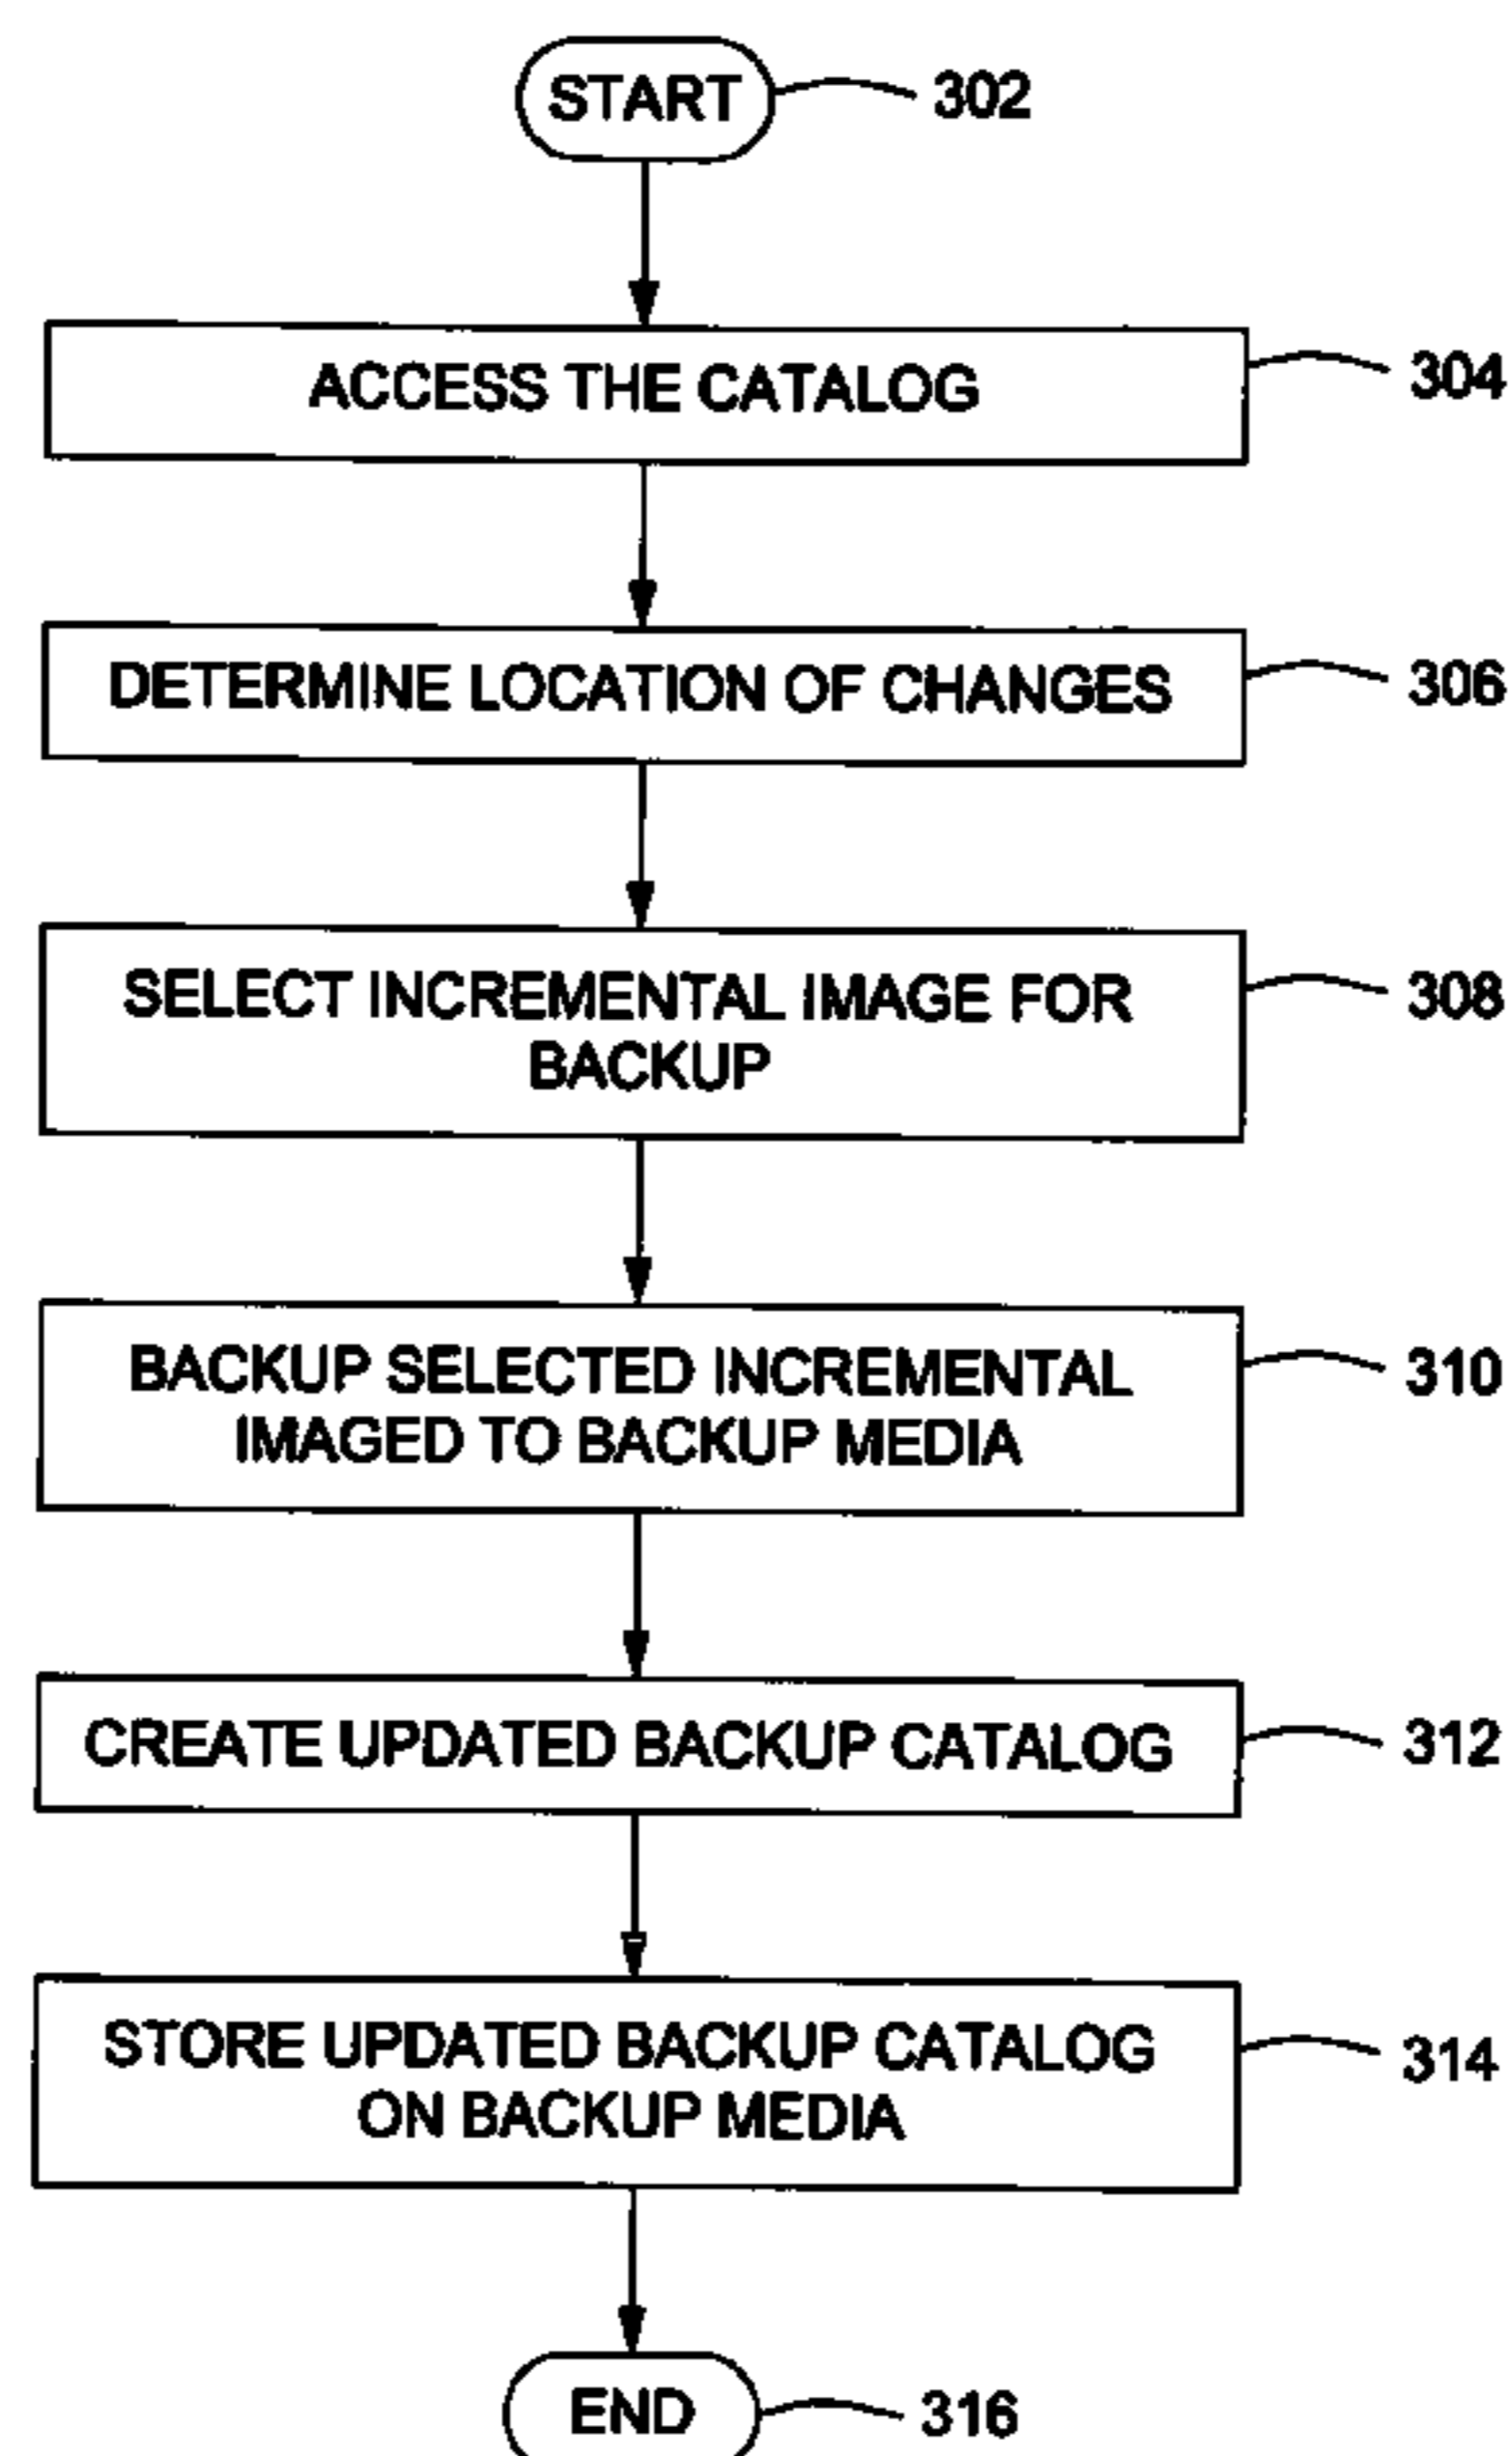 START
302
ACCESS THE CATALOG
304
DETERMINE LOCATION OF CHANGES
306
SELECT INCREMENTAL IMAGE FOR
BACKUP
308
BACKUP SELECTED INCREMENTAL
IMAGED TO BACKUP MEDIA
310
CREATE UPDATED BACKUP CATALOG
312
STORE UPDATED BACKUP CATALOG
ON BACKUP MEDIA
314
END
316